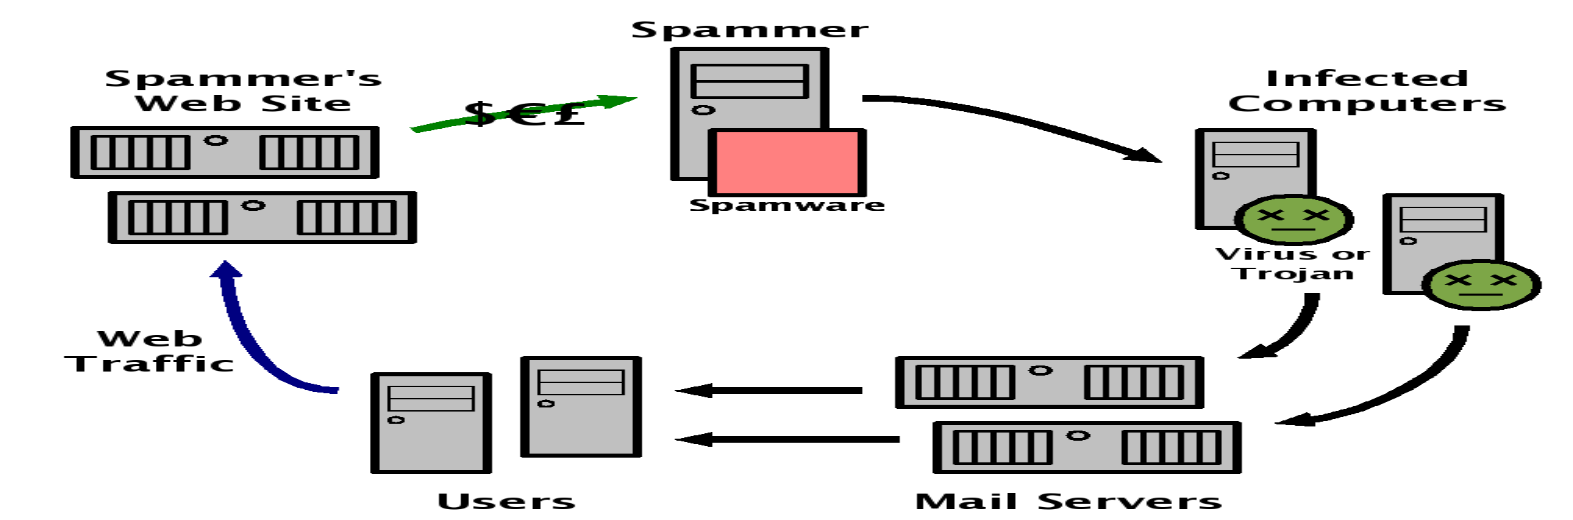 Spammer
Spammer's
Web Site
$€£
Infected
Computers
Spamware
Virus or
Trojan
Web
Traffic
Users
Mail Servers